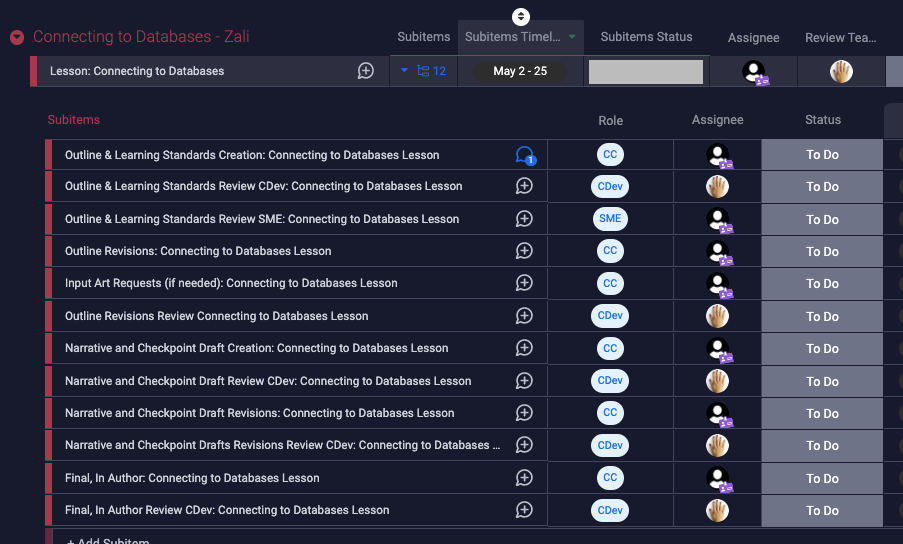 Connecting to Databases - Zali
Subitems
Subitems Timel...
Subitems Status
Assignee
Review Tea...
Lesson: Connecting to Databases
12
May 2 - 25
Subitems
Role
Assignee
Status
Outline & Learning Standards Creation: Connecting to Databases Lesson
1
CC
To Do
Outline & Learning Standards Review CDev: Connecting to Databases Lesson
CDev
To Do
Outline & Learning Standards Review SME: Connecting to Databases Lesson
SME
To Do
Outline Revisions: Connecting to Databases Lesson
CC
To Do
Input Art Requests (if needed): Connecting to Databases Lesson
CC
To Do
Outline Revisions Review Connecting to Databases Lesson
CDev
To Do
Narrative and Checkpoint Draft Creation: Connecting to Databases Lesson
CC
To Do
Narrative and Checkpoint Draft Review CDev: Connecting to Databases Lesson
CDev
To Do
Narrative and Checkpoint Draft Revisions: Connecting to Databases Lesson
CC
To Do
Narrative and Checkpoint Drafts Revisions Review CDev: Connecting to Databases ...
CDev
To Do
Final, In Author: Connecting to Databases Lesson
CC
To Do
Final, In Author Review CDev: Connecting to Databases Lesson
CDev
To Do
+ Add Subitem